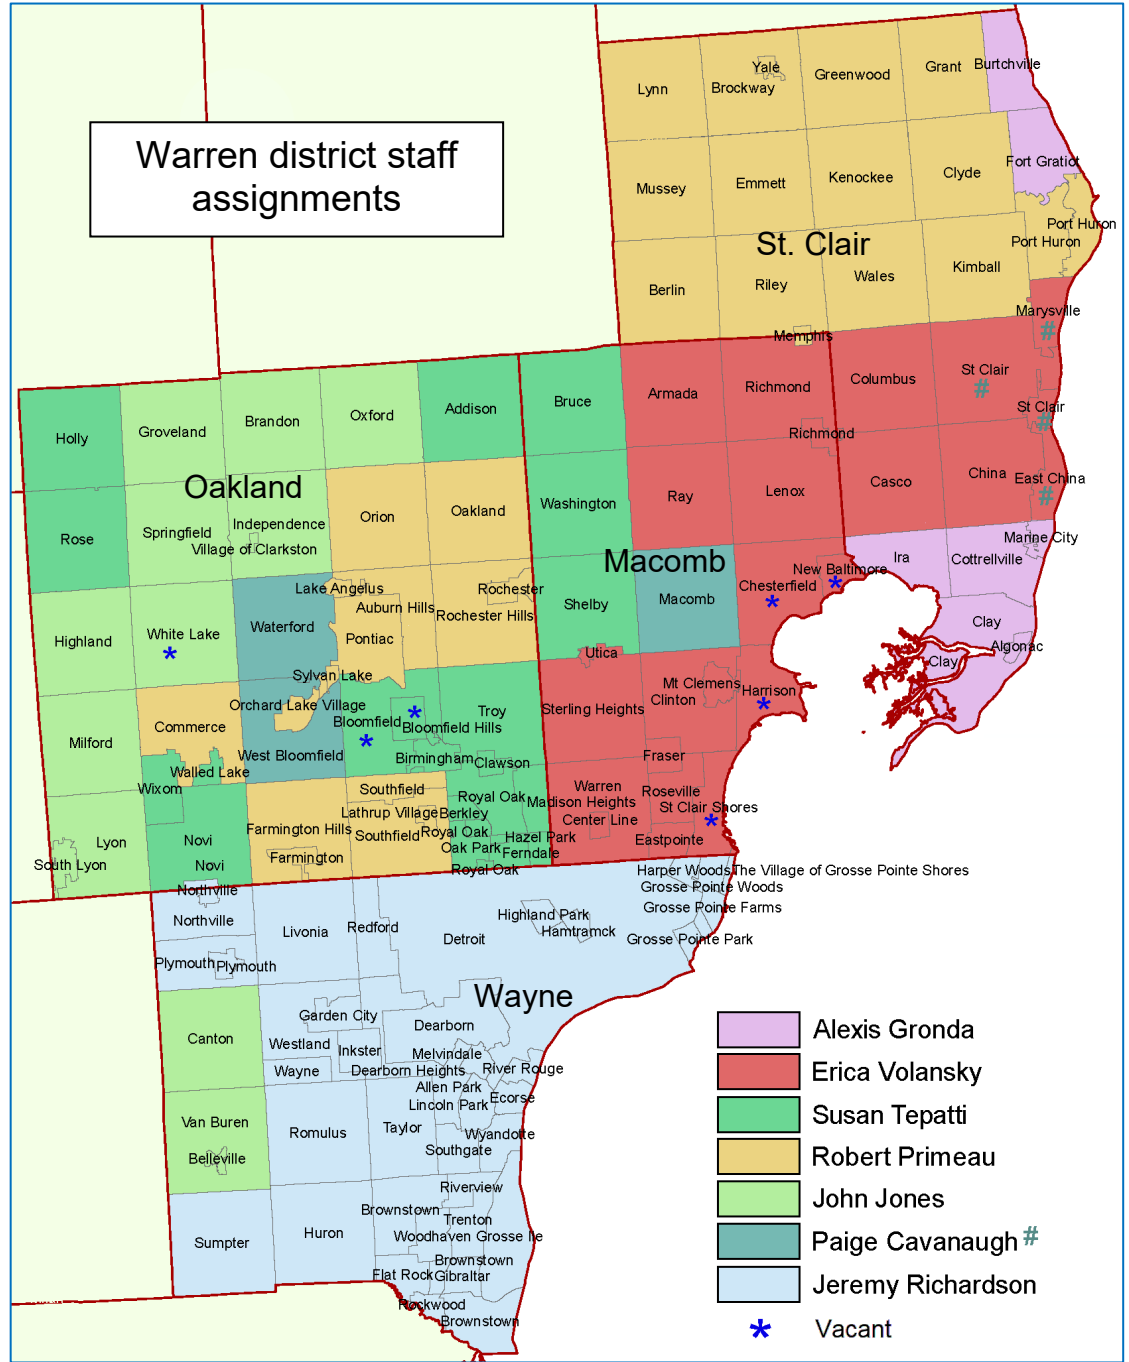 Warren district staff
assignments
Lynn
Yale
Brockway
Greenwood
Grant
Burtchville
Mussey
Emmett
Kenockee
Clyde
Fort Gratiot
St. Clair
Port Huron
Port Huron
Berlin
Riley
Wales
Kimball
Memphis
Marysville
#
Holly
Groveland
Brandon
Oxford
Addison
Bruce
Armada
Richmond
Richmond
Columbus
St Clair
#
St Clair
#
Oakland
Rose
Springfield
Independence
Village of Clarkston
Orion
Oakland
Washington
Ray
Lenox
Casco
China
East China
#
Macomb
Highland
White Lake
*
Waterford
Lake Angelus
Auburn Hills
Pontiac
Rochester
Rochester Hills
Shelby
Macomb
Chesterfield
*
New Baltimore
*
Ira
Cottrellville
Marine City
Clay
Algonac
Clay
Utica
Sylvan Lake
Orchard Lake Village
Milford
Commerce
West Bloomfield
Bloomfield
*
*
Bloomfield Hills
Troy
Sterling Heights
Mt Clemens
Clinton
Harrison
*
Birmingham
Clawson
Fraser
Walled Lake
Wixom
Southfield
Royal Oak
Warren
Madison Heights
Center Line
Roseville
St Clair Shores
*
Lyon
South Lyon
Novi
Novi
Farmington Hills
Farmington
Lathrup Village
Southfield
Berkley
Royal Oak
Oak Park
Hazel Park
Ferndale
Royal Oak
Eastpointe
Northville
Northville
Livonia
Redford
Detroit
Highland Park
Hamtramck
Harper Woods
The Village of Grosse Pointe Shores
Grosse Pointe Woods
Grosse Pointe Farms
Grosse Pointe Park
Plymouth
Plymouth
Wayne
Canton
Garden City
Westland
Inkster
Wayne
Dearborn
Melvindale
Dearborn Heights
River Rouge
Allen Park
Lincoln Park
Ecorse
Van Buren
Belleville
Romulus
Taylor
Wyandotte
Southgate
Riverview
Sumpter
Huron
Brownstown
Trenton
Woodhaven
Grosse Ile
Brownstown
Flat Rock
Gibraltar
Rockwood
Brownstown
Alexis Gronda
Erica Volansky
Susan Tepatti
Robert Primeau
John Jones
Paige Cavanaugh #
Jeremy Richardson
* Vacant